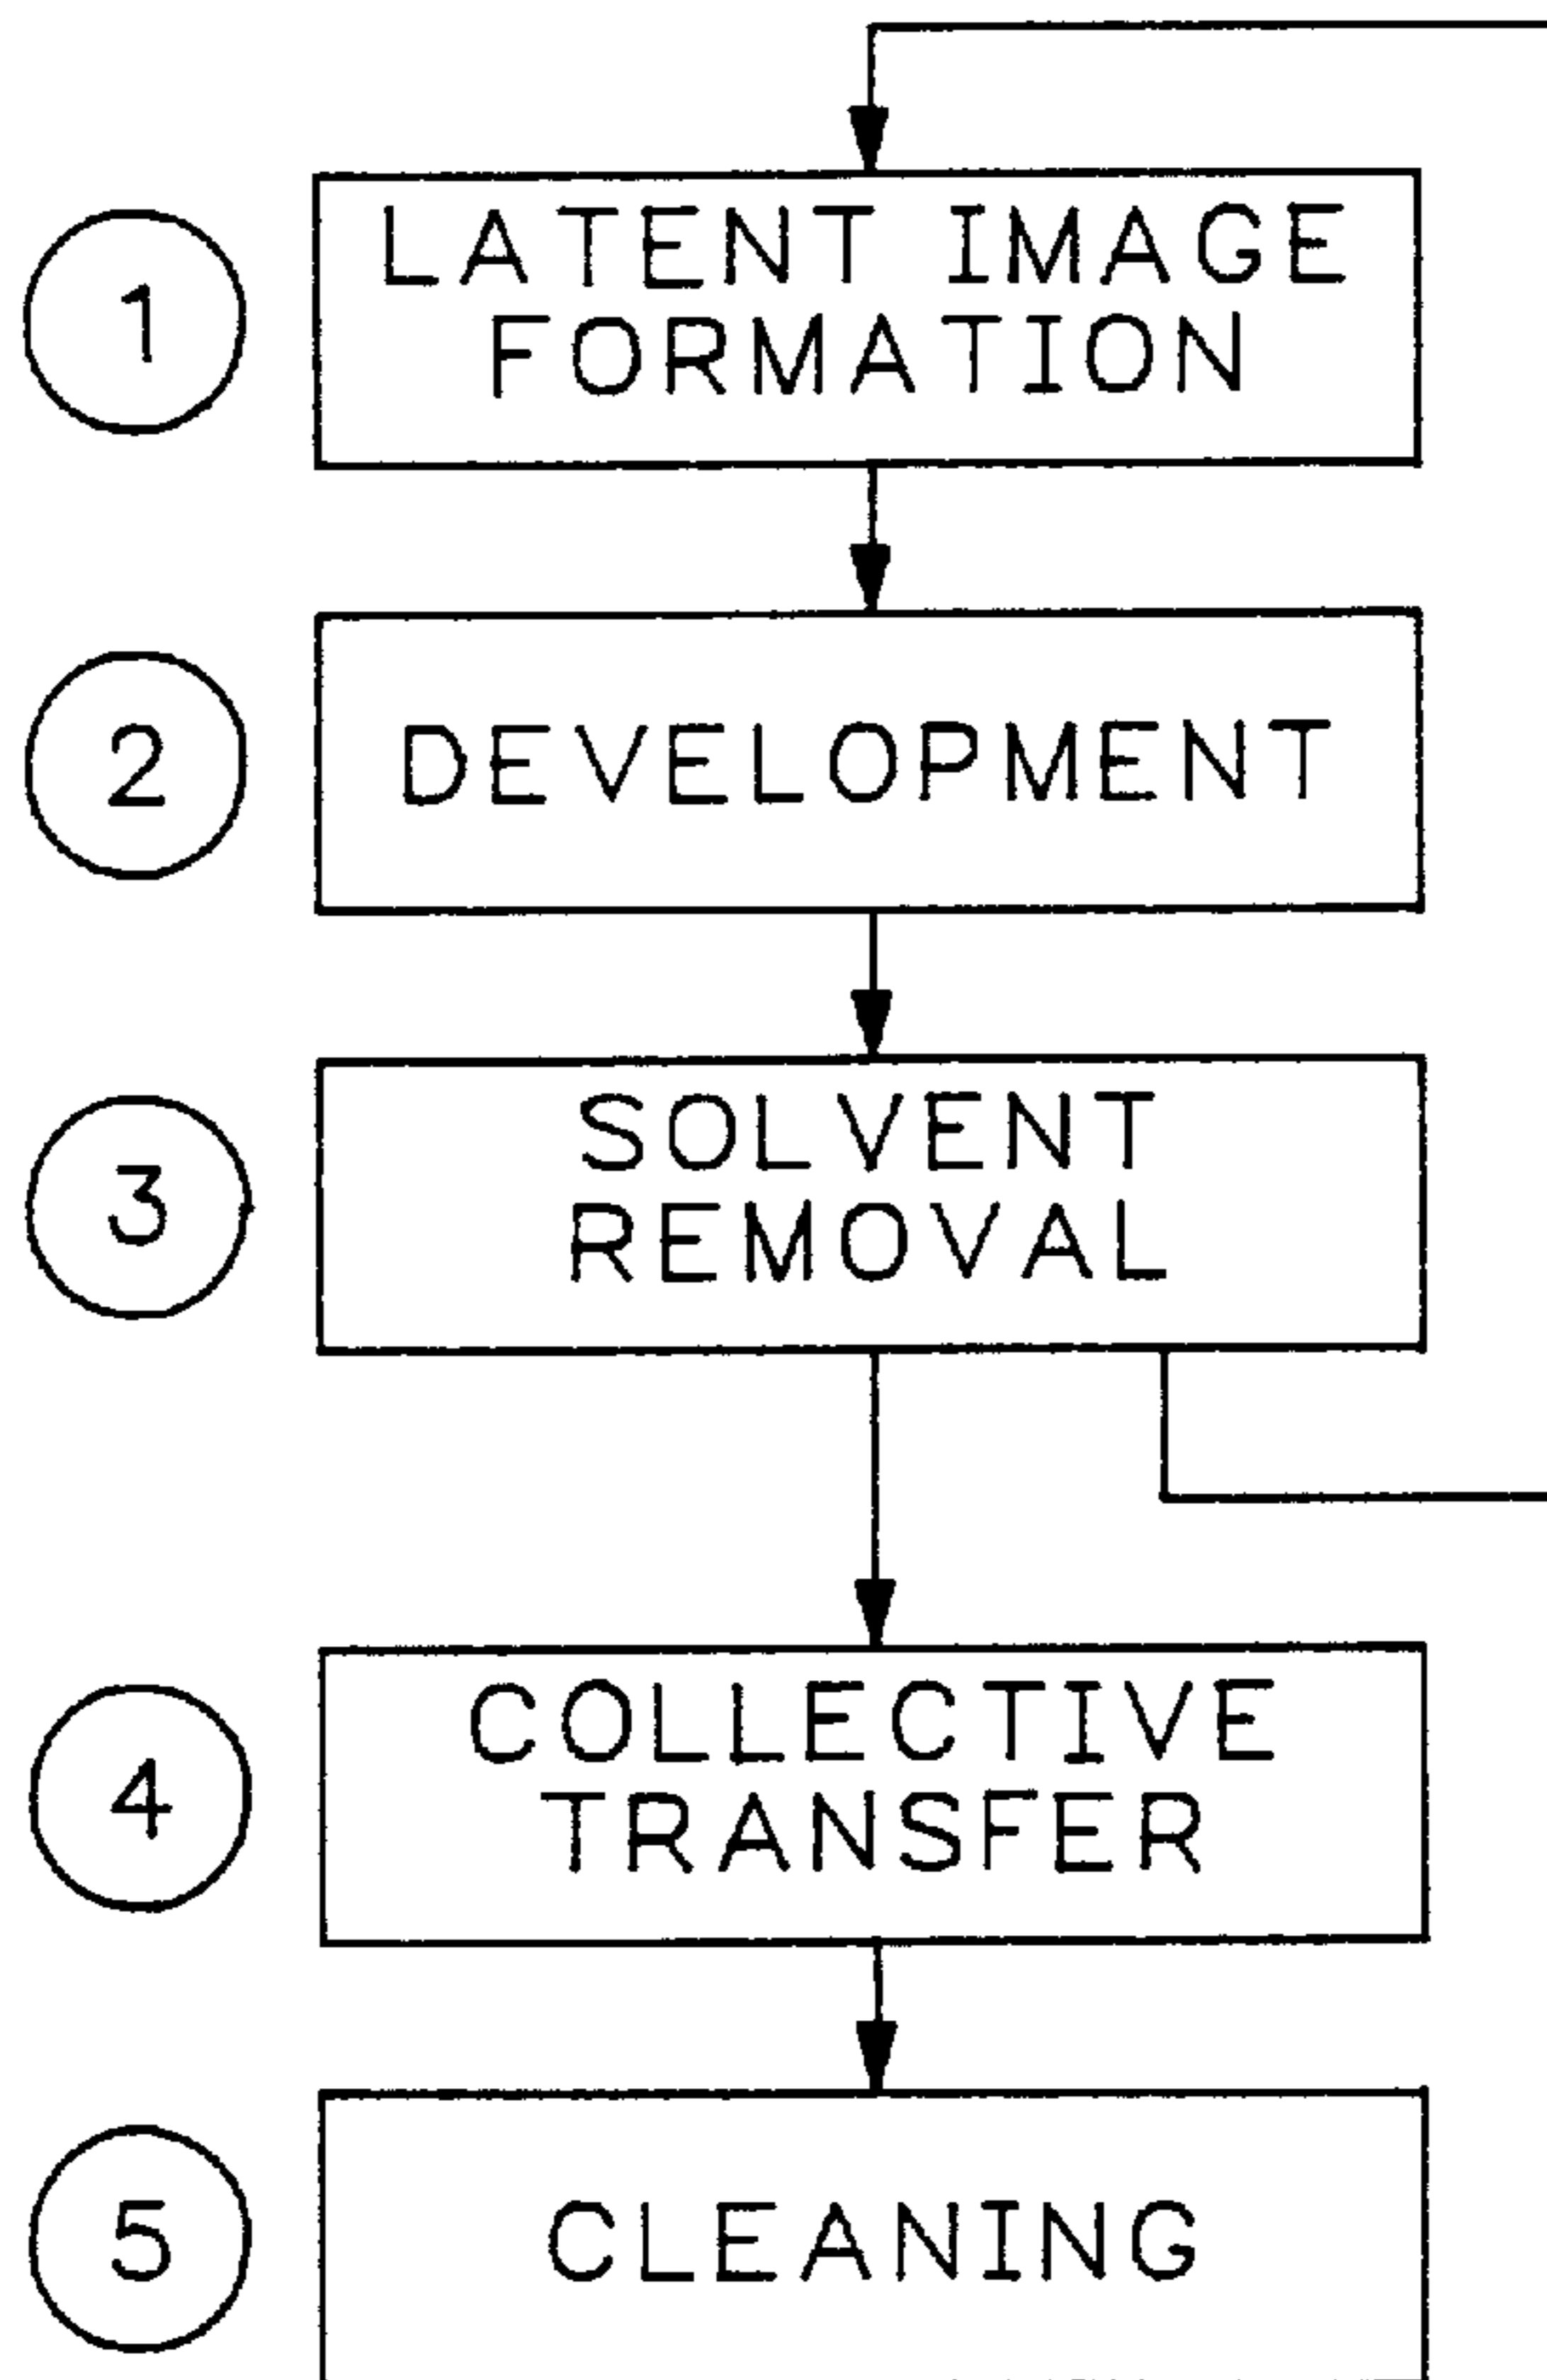 1
LATENT IMAGE
FORMATION
2
DEVELOPMENT
3
SOLVENT
REMOVAL
4
COLLECTIVE
TRANSFER
5
CLEANING